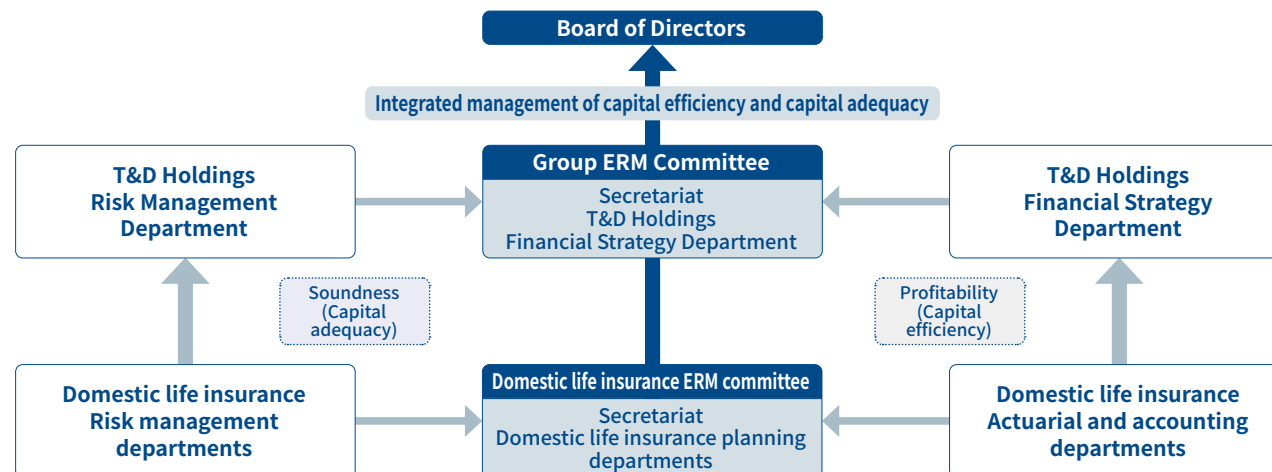 Board of Directors
Integrated management of capital efficiency and capital adequacy
T&D Holdings
Risk Management
Department
Group ERM Committee
Secretariat
T&D Holdings
Financial Strategy Department
T&D Holdings
Financial Strategy
Department
Soundness
(Capital
adequacy)
Profitability
(Capital
efficiency)
Domestic life insurance
Risk management
departments
Domestic life insurance ERM committee
Secretariat
Domestic life insurance planning
departments
Domestic life insurance
Actuarial and accounting
departments